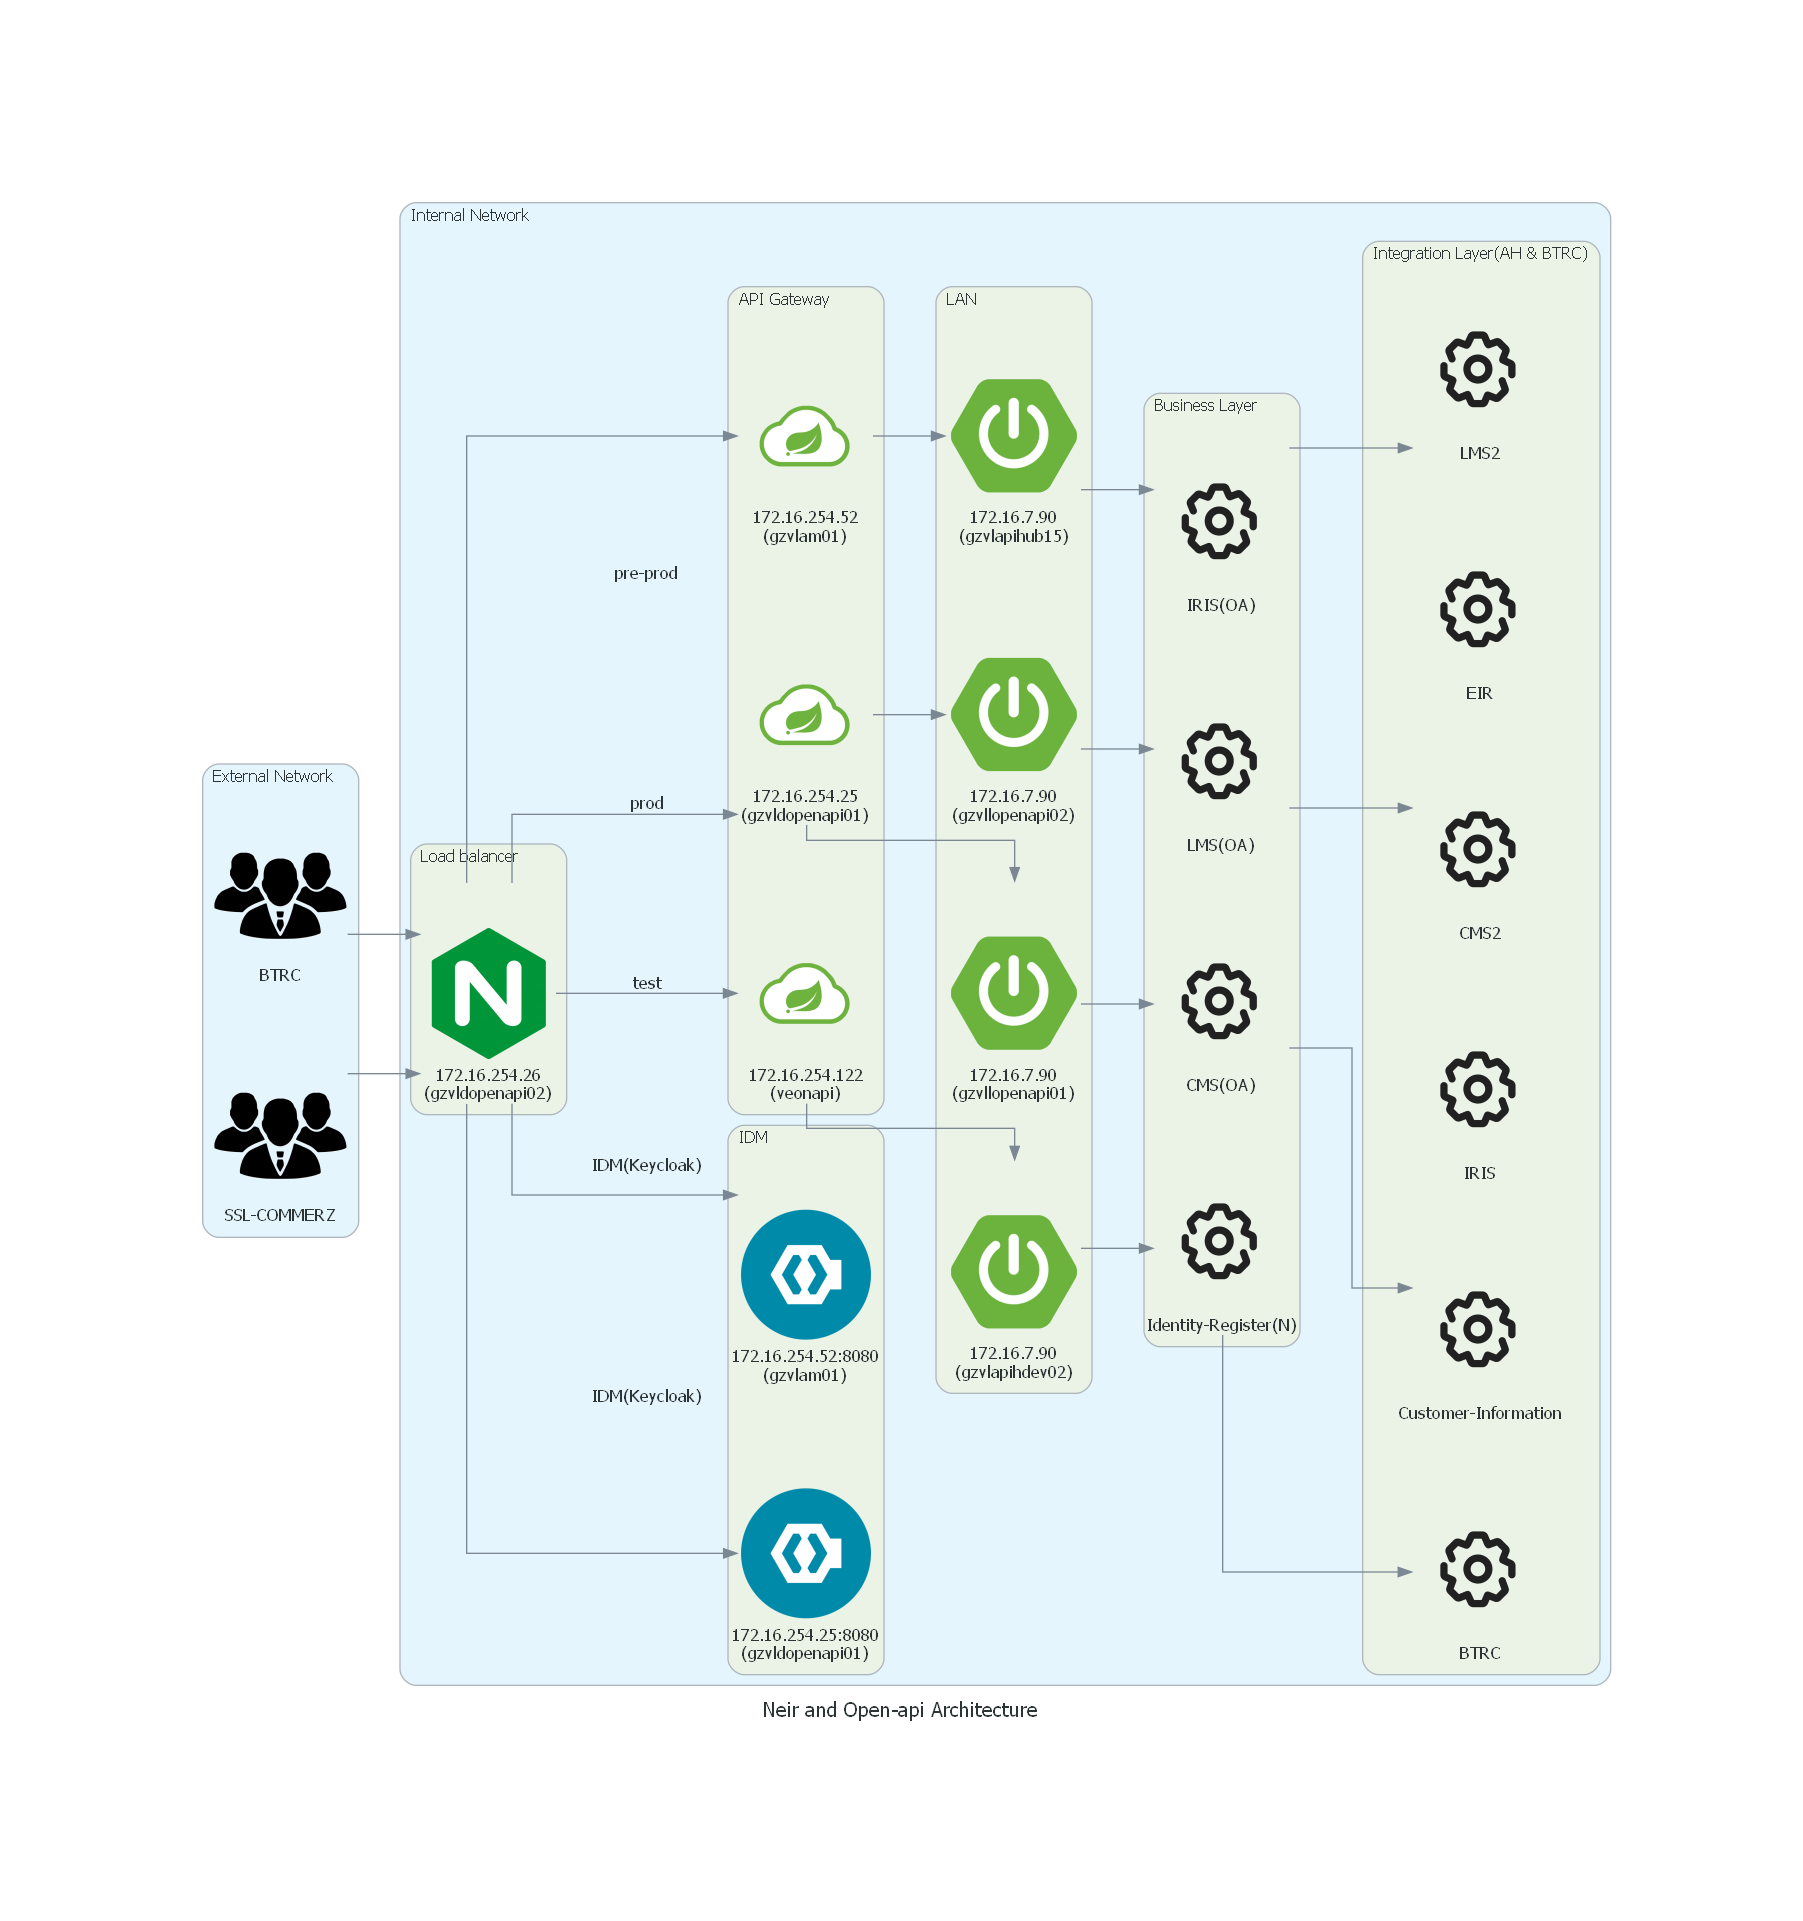 Internal Network
Integration Layer(AH & BTRC)
API Gateway
LAN
Business Layer
LMS2
172.16.254.52
(gzvlam01)
172.16.7.90
(gzvlapihub15)
pre-prod
IRIS(OA)
EIR
External Network
prod
172.16.254.25
(gzvldopenapi01)
172.16.7.90
(gzvllopenapi02)
LMS(OA)
Load balancer
CMS2
BTRC
test
172.16.254.26
(gzvldopenapi02)
172.16.254.122
(veonapi)
172.16.7.90
(gzvllopenapi01)
CMS(OA)
IDM
IDM(Keycloak)
IRIS
SSL-COMMERZ
Identity-Register(N)
172.16.254.52:8080
(gzvlam01)
172.16.7.90
(gzvlapihdev02)
IDM(Keycloak)
Customer-Information
172.16.254.25:8080
(gzvldopenapi01)
BTRC
Neir and Open-api Architecture